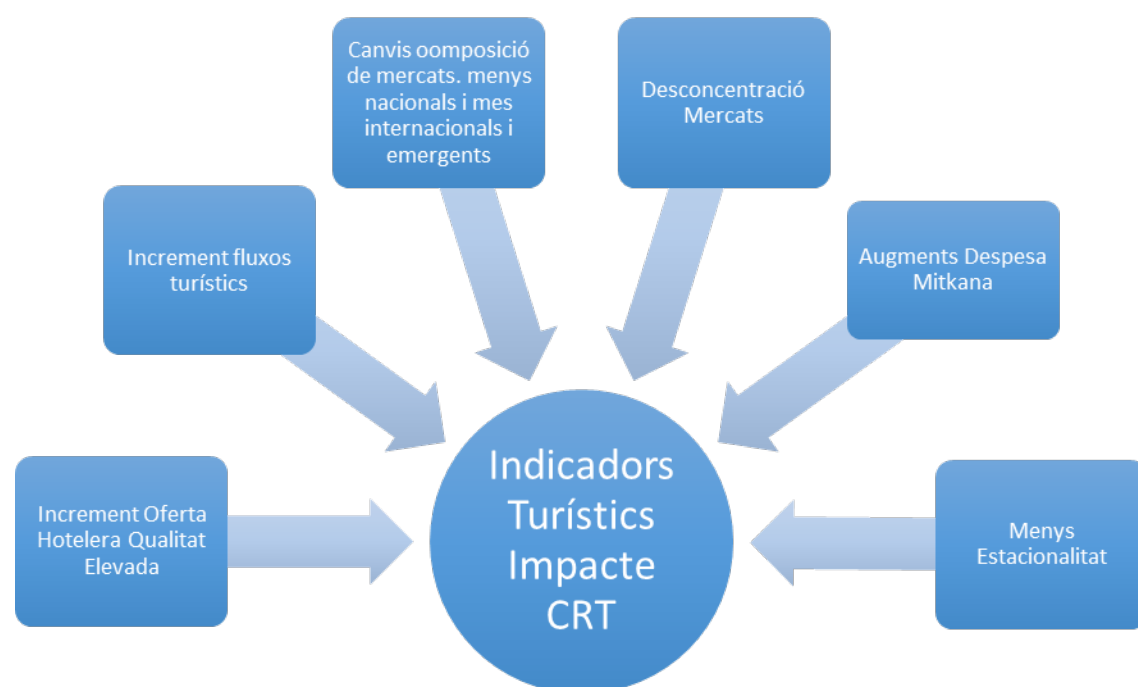 Canvis oomposició
de mercats. menys
nacionals i mes
internacionals i
emergents
Desconcentració
Mercats
Increment fluxos
turístics
Augments Despesa
Mitkana
Increment Oferta
Hotelera Qualitat
Elevada
Indicadors
Turístics
Impacte
CRT
Menys
Estacionalitat